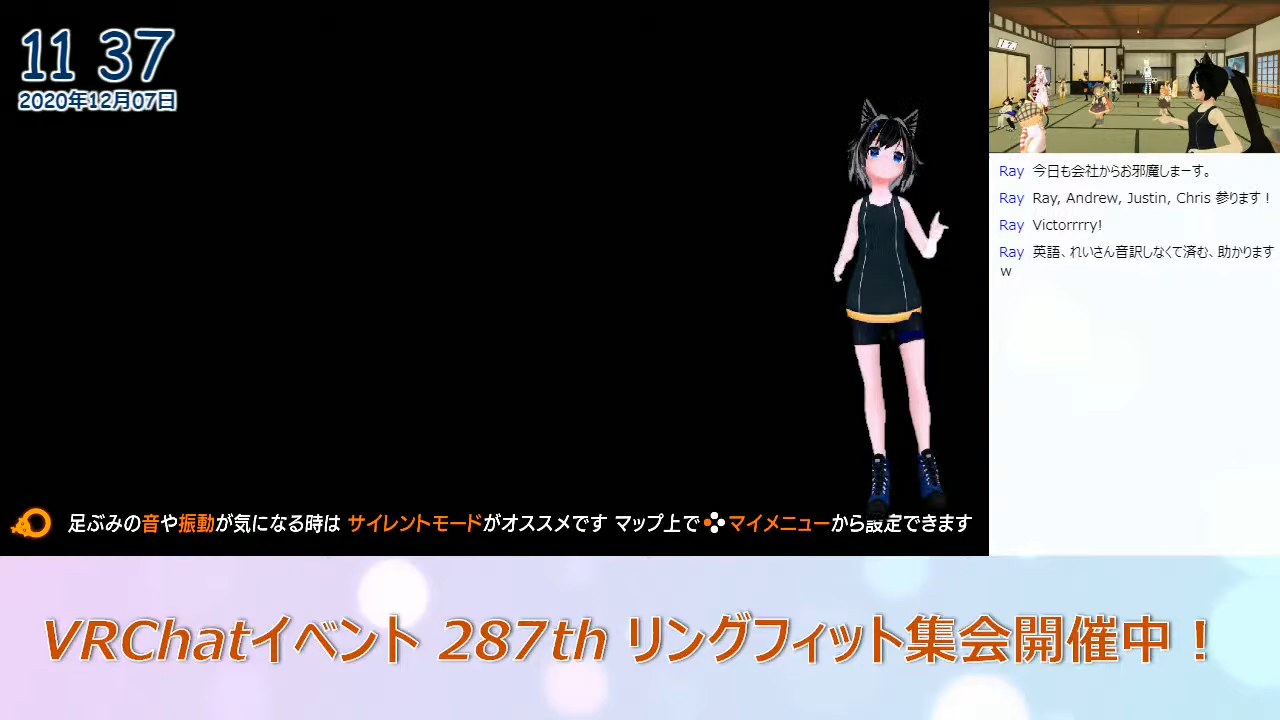 11 37
2020年12月07日
Ray 今日も会社からお邪魔しまーす。
Ray Ray, Andrew, Justin, Chris 参ります！
Ray Victorrrry!
Ray 英語、れいさん音訳しなくて済む、助かります
w
足ぶみの音や振動が気になる時は サイレントモードがオススメです マップ上で マイメニューから設定できます
VRChatイベント 287th リングフィット集会開催中！